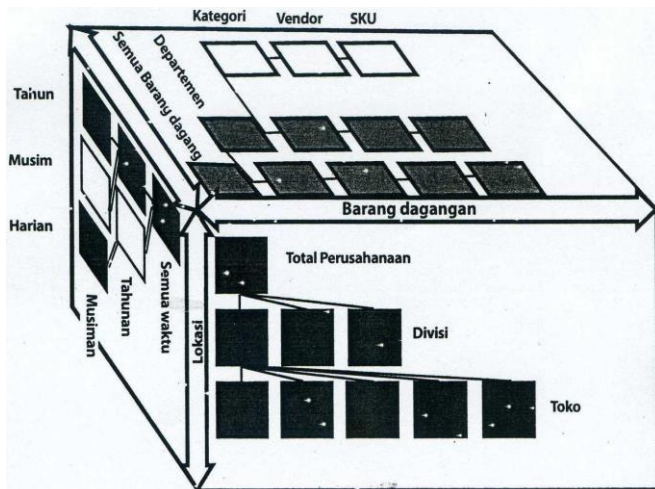 Kategori
Vendor
SKU
Departemen
Semua Barang dagang
Tahun
Musim
Harian
Barang dagangan
Total Perusahanaan
Divisi
Toko
Lokasi
Semua waktu
Tahunan
Musiman